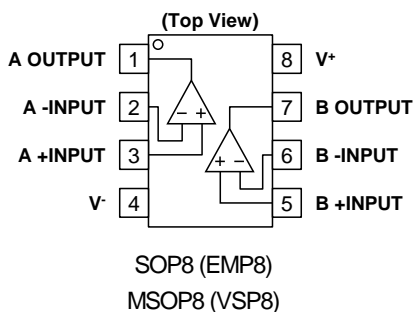 (Top View)
A OUTPUT 1 8 V+
A -INPUT 2 - + 7 B OUTPUT
A +INPUT 3 + - 6 B -INPUT
V- 4 5 B +INPUT
SOP8 (EMP8)
MSOP8 (VSP8)